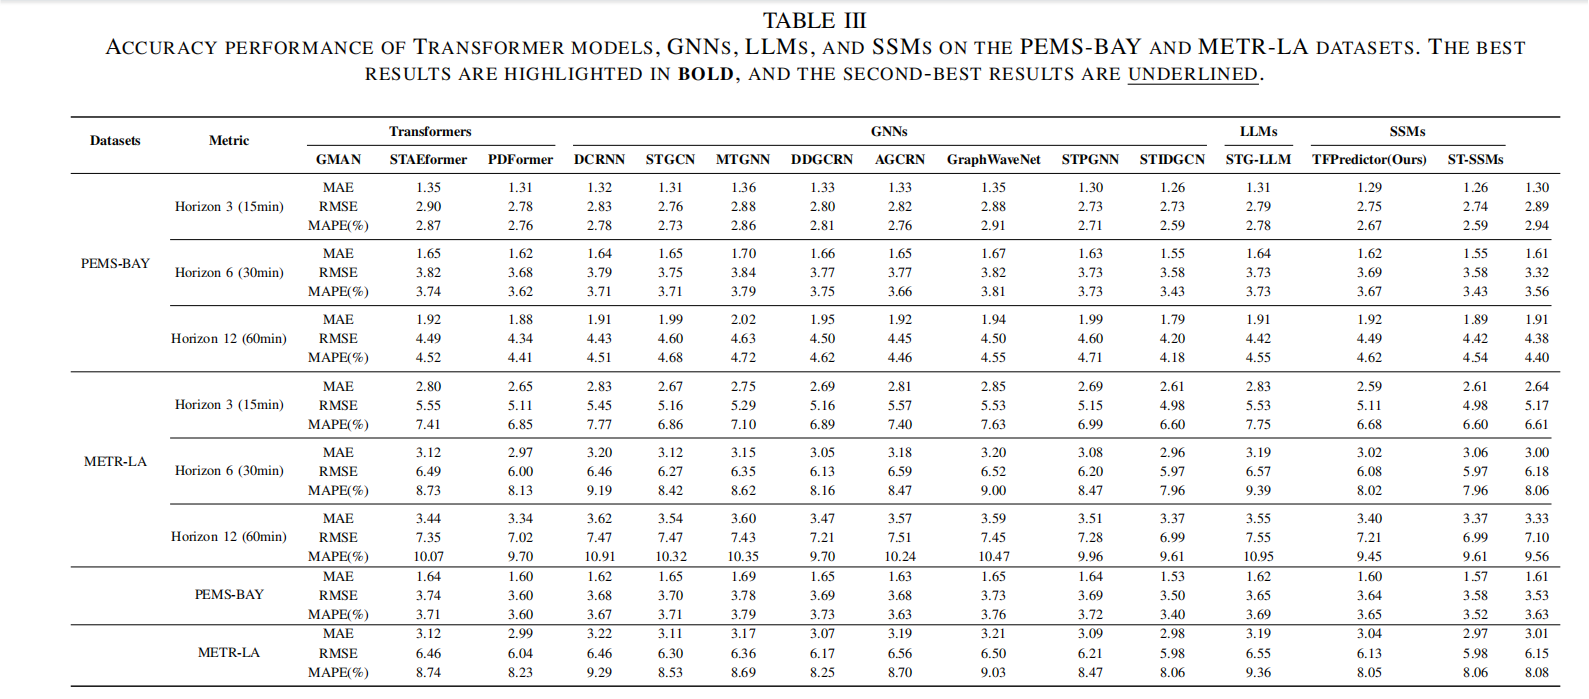 TABLE III
ACCURACY PERFORMANCE OF TRANSFORMER MODELS, GNNS, LLMS, AND SSMS ON THE PEMS-BAY AND METR-LA DATASETS. THE BEST
RESULTS ARE HIGHLIGHTED IN BOLD, AND THE SECOND-BEST RESULTS ARE UNDERLINED.
Datasets Metric Transformers GNNs LLMs SSMs
GMAN STAEformer PDFormer DCRNN STGCN MTGNN DDGCRN AGCRN GraphWaveNet STPGNN STIDGCN STG-LLM TFPredictor(Ours) ST-SSMs
PEMS-BAY
Horizon 3 (15min)
MAE 1.35 1.31 1.32 1.31 1.36 1.33 1.33 1.35 1.30 1.26 1.31 1.29 1.26 1.30
RMSE 2.90 2.78 2.83 2.76 2.88 2.80 2.82 2.88 2.73 2.73 2.79 2.75 2.74 2.89
MAPE(%) 2.87 2.76 2.78 2.73 2.86 2.81 2.76 2.91 2.71 2.59 2.78 2.67 2.59 2.94
Horizon 6 (30min)
MAE 1.65 1.62 1.64 1.65 1.70 1.66 1.65 1.67 1.63 1.55 1.64 1.62 1.55 1.61
RMSE 3.82 3.68 3.79 3.75 3.84 3.77 3.77 3.82 3.73 3.58 3.73 3.69 3.58 3.32
MAPE(%) 3.74 3.62 3.71 3.71 3.79 3.75 3.66 3.81 3.73 3.43 3.73 3.67 3.43 3.56
Horizon 12 (60min)
MAE 1.92 1.88 1.91 1.99 2.02 1.95 1.92 1.94 1.99 1.79 1.91 1.92 1.89 1.91
RMSE 4.49 4.34 4.43 4.60 4.63 4.50 4.45 4.50 4.60 4.20 4.42 4.49 4.42 4.38
MAPE(%) 4.52 4.41 4.51 4.68 4.72 4.62 4.46 4.55 4.71 4.18 4.55 4.62 4.54 4.40
METR-LA
Horizon 3 (15min)
MAE 2.80 2.65 2.83 2.67 2.75 2.69 2.81 2.85 2.69 2.61 2.83 2.59 2.61 2.64
RMSE 5.55 5.11 5.45 5.16 5.29 5.16 5.57 5.53 5.15 4.98 5.53 5.11 4.98 5.17
MAPE(%) 7.41 6.85 7.77 6.86 7.10 6.89 7.40 7.63 6.99 6.60 7.75 6.68 6.60 6.61
Horizon 6 (30min)
MAE 3.12 2.97 3.20 3.12 3.15 3.05 3.18 3.20 3.08 2.96 3.19 3.02 3.06 3.00
RMSE 6.49 6.00 6.46 6.27 6.35 6.13 6.59 6.52 6.20 5.97 6.57 6.08 5.97 6.18
MAPE(%) 8.73 8.13 9.19 8.42 8.62 8.16 8.47 9.00 8.47 7.96 9.39 8.02 7.96 8.06
Horizon 12 (60min)
MAE 3.44 3.34 3.62 3.54 3.60 3.47 3.57 3.59 3.51 3.37 3.55 3.40 3.37 3.33
RMSE 7.35 7.02 7.47 7.47 7.43 7.21 7.51 7.45 7.28 6.99 7.55 7.21 6.99 7.10
MAPE(%) 10.07 9.70 10.91 10.32 10.35 9.70 10.24 10.47 9.96 9.61 10.95 9.45 9.61 9.56
PEMS-BAY
MAE 1.64 1.60 1.62 1.65 1.69 1.65 1.63 1.65 1.64 1.53 1.62 1.60 1.57 1.61
RMSE 3.74 3.60 3.68 3.70 3.78 3.69 3.68 3.73 3.69 3.50 3.65 3.64 3.58 3.53
MAPE(%) 3.71 3.60 3.67 3.71 3.79 3.73 3.63 3.76 3.72 3.40 3.69 3.65 3.52 3.63
METR-LA
MAE 3.12 2.99 3.22 3.11 3.17 3.07 3.19 3.21 3.09 2.98 3.19 3.04 2.97 3.01
RMSE 6.46 6.04 6.46 6.30 6.36 6.17 6.56 6.50 6.21 5.98 6.55 6.13 5.98 6.15
MAPE(%) 8.74 8.23 9.29 8.53 8.69 8.25 8.70 9.03 8.47 8.06 9.36 8.05 8.06 8.08